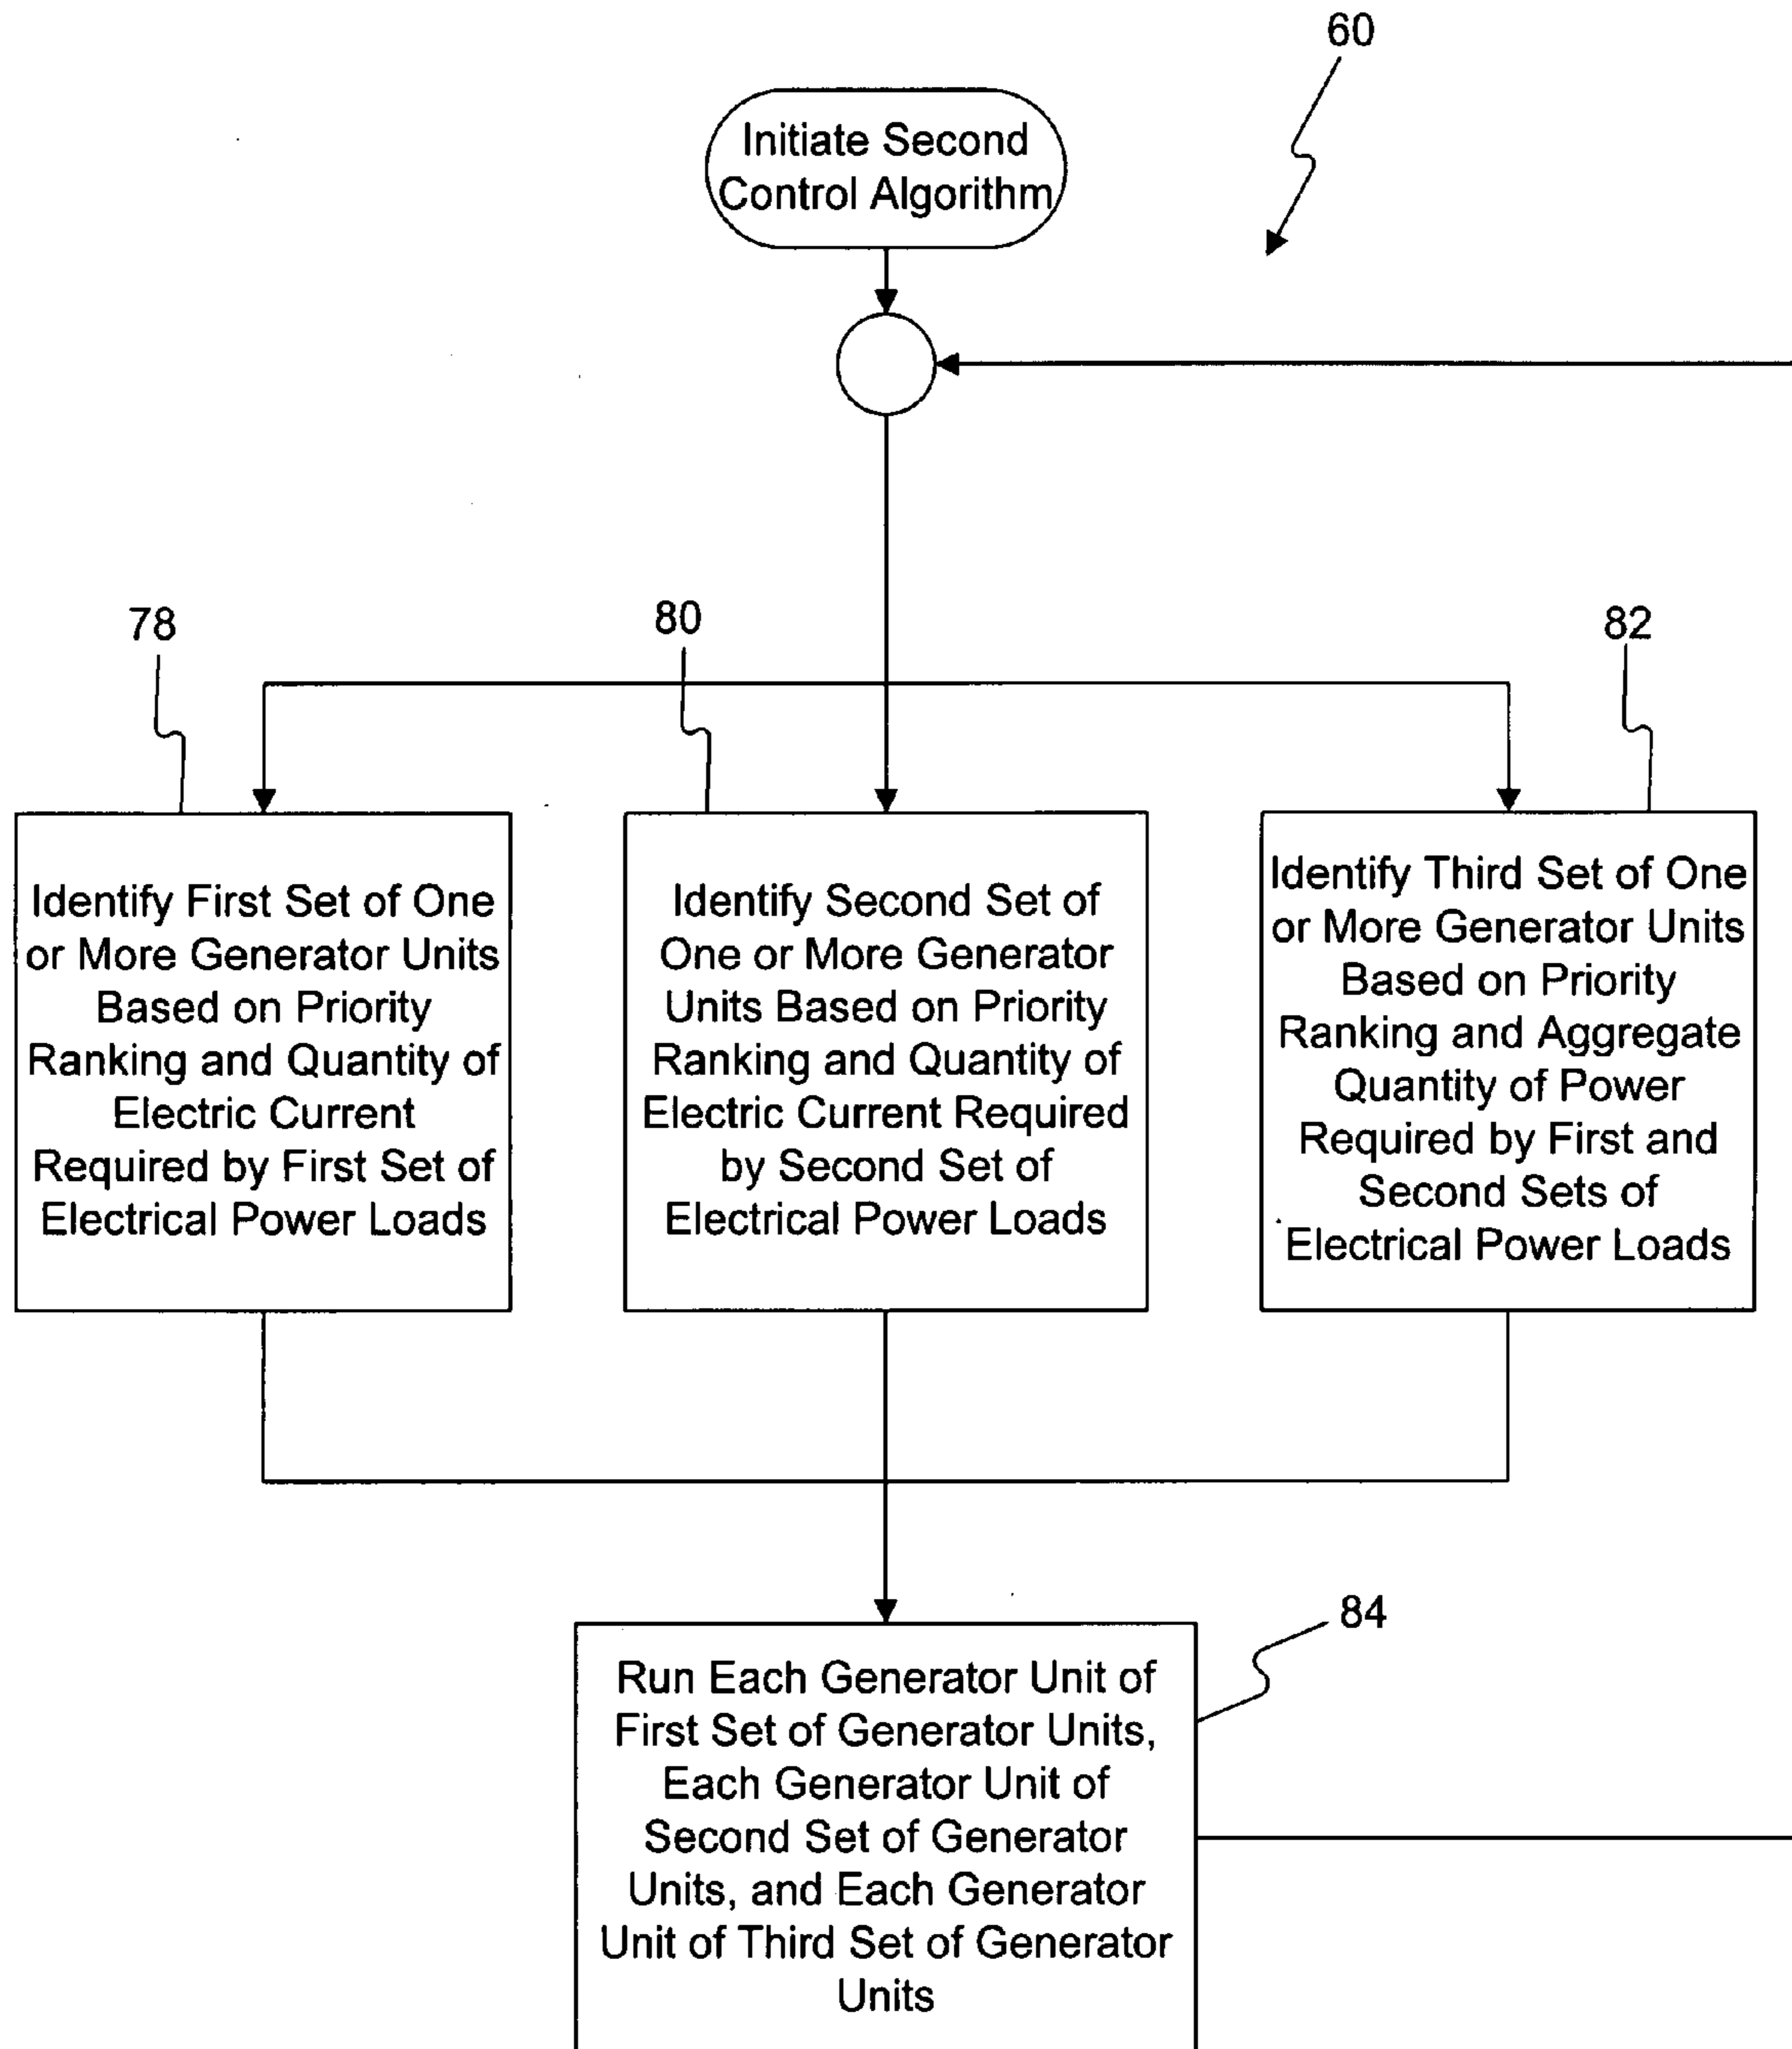 60
Initiate Second
Control Algorithm
78
80
82
Identify First Set of One
or More Generator Units
Based on Priority
Ranking and Quantity of
Electric Current
Required by First Set of
Electrical Power Loads
Identify Second Set of
One or More Generator
Units Based on Priority
Ranking and Quantity of
Electric Current Required
by Second Set of
Electrical Power Loads
Identify Third Set of One
or More Generator Units
Based on Priority
Ranking and Aggregate
Quantity of Power
Required by First and
Second Sets of
Electrical Power Loads
84
Run Each Generator Unit of
First Set of Generator Units,
Each Generator Unit of
Second Set of Generator
Units, and Each Generator
Unit of Third Set of Generator
Units